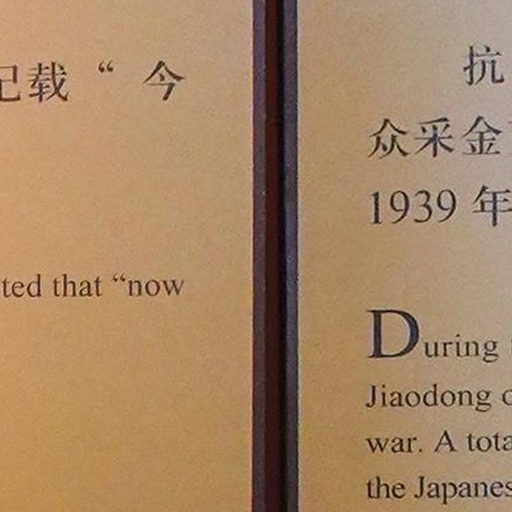 记载“ 今
ted that “now
抗
众采金
1939 年
During
Jiaodong
war. A tota
the Japanes